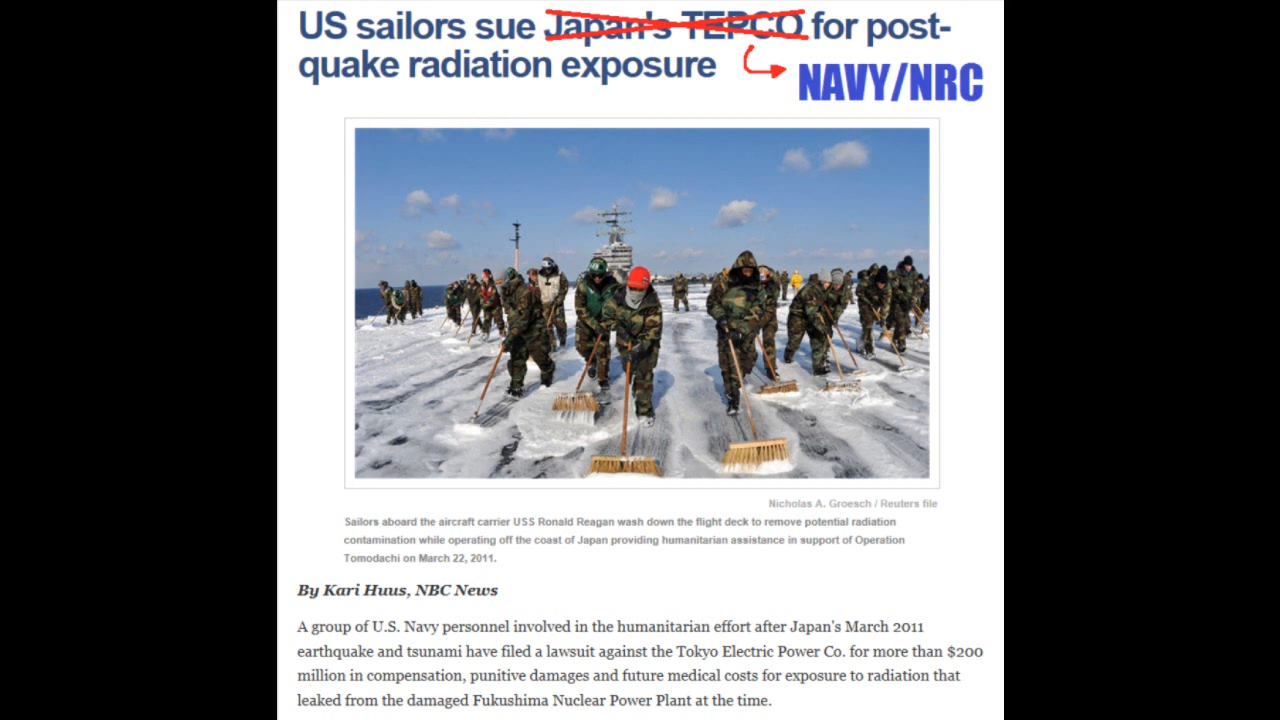 US sailors sue Japan's TEPCO for post-
quake radiation exposure
NAVY/NRC
Nicholas A. Groesch / Reuters file
Sailors aboard the aircraft carrier USS Ronald Reagan wash down the flight deck to remove potential radiation
contamination while operating off the coast of Japan providing humanitarian assistance in support of Operation
Tomodachi on March 22, 2011.
By Kari Huus, NBC News
A group of U.S. Navy personnel involved in the humanitarian effort after Japan's March 2011
earthquake and tsunami have filed a lawsuit against the Tokyo Electric Power Co. for more than $200
million in compensation, punitive damages and future medical costs for exposure to radiation that
leaked from the damaged Fukushima Nuclear Power Plant at the time.